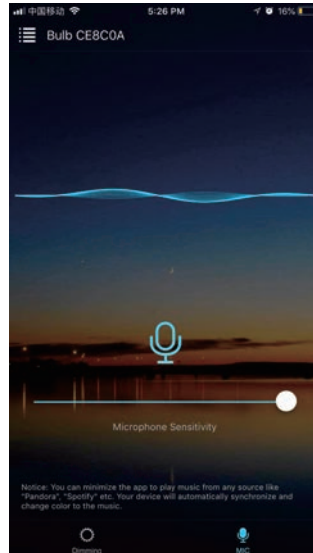 中国移动 5:26 PM 16%
Bulb CE8C0A
Microphone Sensitivity
Notice: You can minimize the app to play music from any source like
"Pandora", "Spotify" etc. Your device will automatically synchronize and
change color to the music.
Dimming MIC